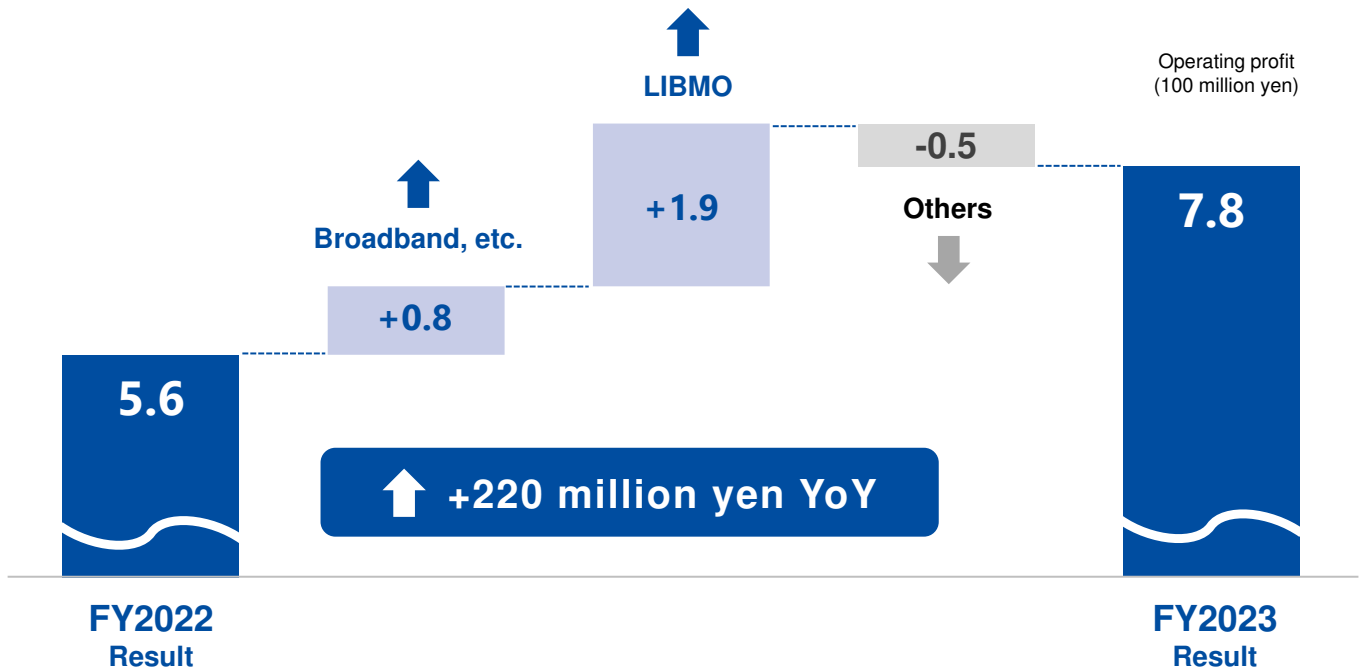 Operating profit
(100 million yen)
LIBMO
-0.5
+1.9
7.8
Others
Broadband, etc.
+0.8
5.6
+220 million yen YoY
FY2022
Result
FY2023
Result